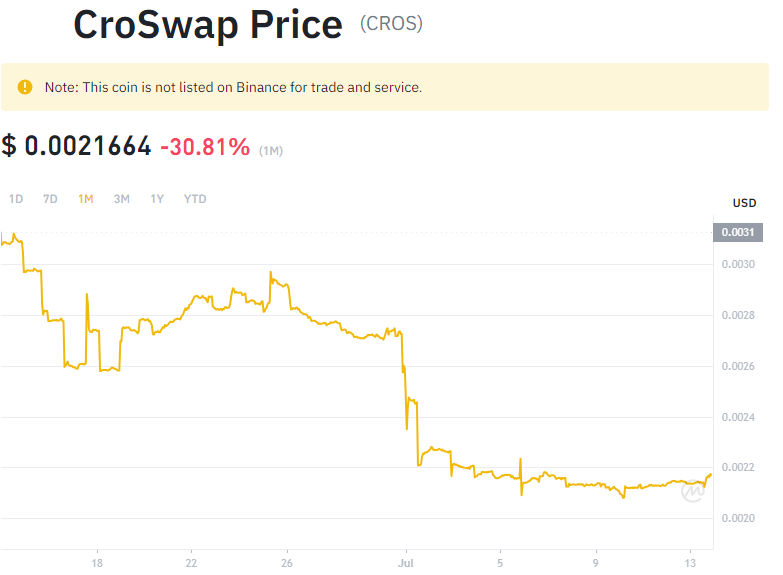 CroSwap Price (CROS)
Note: This coin is not listed on Binance for trade and service.
$ 0.0021664 -30.81% (1M)
1D 7D 1M 3M 1Y YTD
USD
0.0031
0.0030
0.0028
0.0026
0.0024
0.0022
0.0020
18 22 26 Jul 5 9 13